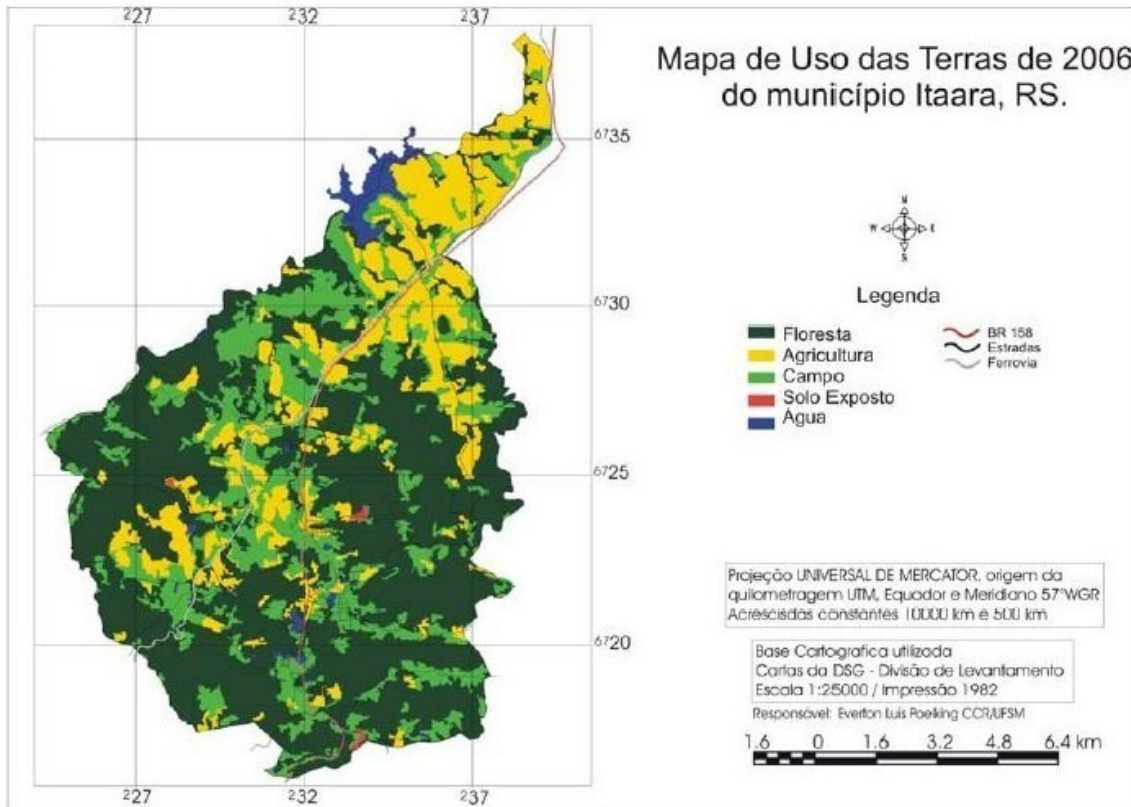 227 232 237
Mapa de Uso das Terras de 2006
do município Itaara, RS.
6735
N
W E
S
6730
Legenda
Floresta
Agricultura
Campo
Solo Exposto
Água
BR 158
Estradas
Ferrovia
6725
Projeção UNIVERSAL DE MERCATOR, origem da
quilometragem UTM, Equador e Meridiano 57°WGR
Acrescisdas constantes 10000 km e 500 km
6720
Base Cartografica utilizada
Cartas da DSG - Divisão de Levantamento
Escala 1:25000 / Impressão 1982
Responsável: Everton Luis Poelking CCR/UFSM
1.6 0 1.6 3.2 4.8 6.4 km
227 232 237